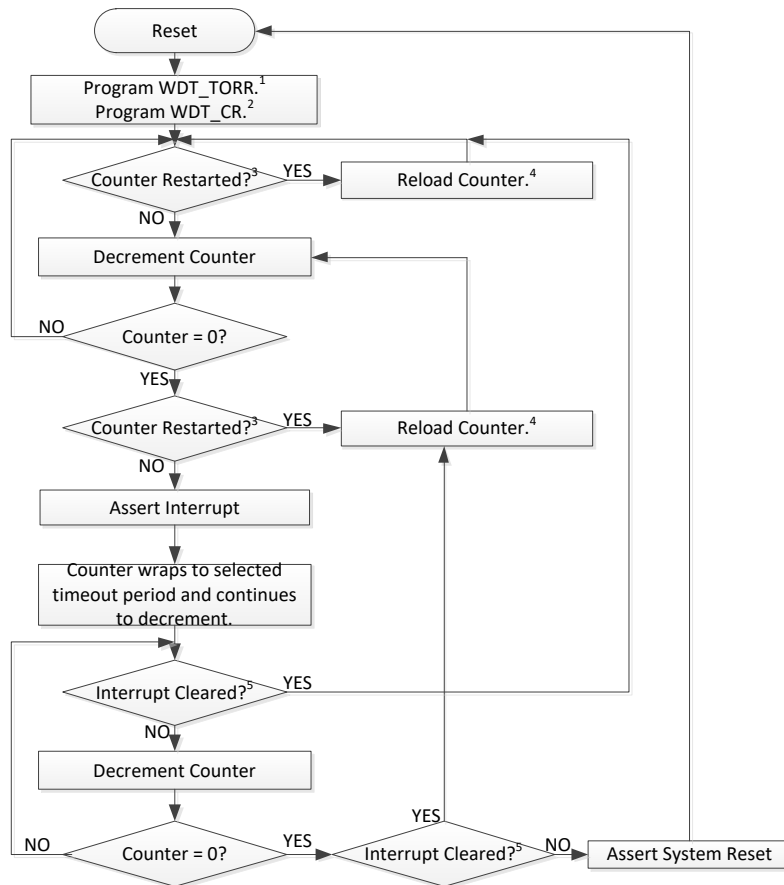 Reset
Program WDT_TORR.1
Program WDT_CR.2
Counter Restarted?3
YES
Reload Counter.4
NO
Decrement Counter
NO
Counter = 0?
YES
Counter Restarted?3
YES
Reload Counter.4
NO
Assert Interrupt
Counter wraps to selected
timeout period and continues
to decrement.
Interrupt Cleared?5
YES
NO
Decrement Counter
NO
Counter = 0?
YES
YES
Interrupt Cleared?5
NO
Assert System Reset